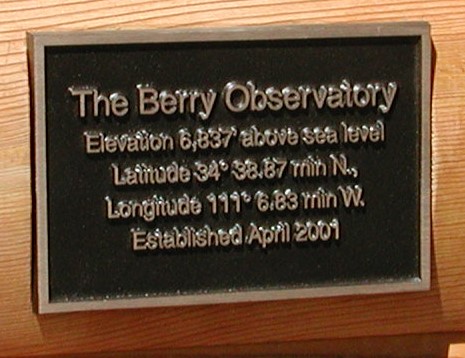 The Berry Observatory
Elevation 6,837' above sea level
Latitude 34° 38.87 min N.,
Longitude 111° 6.83 min W.
Established April 2001